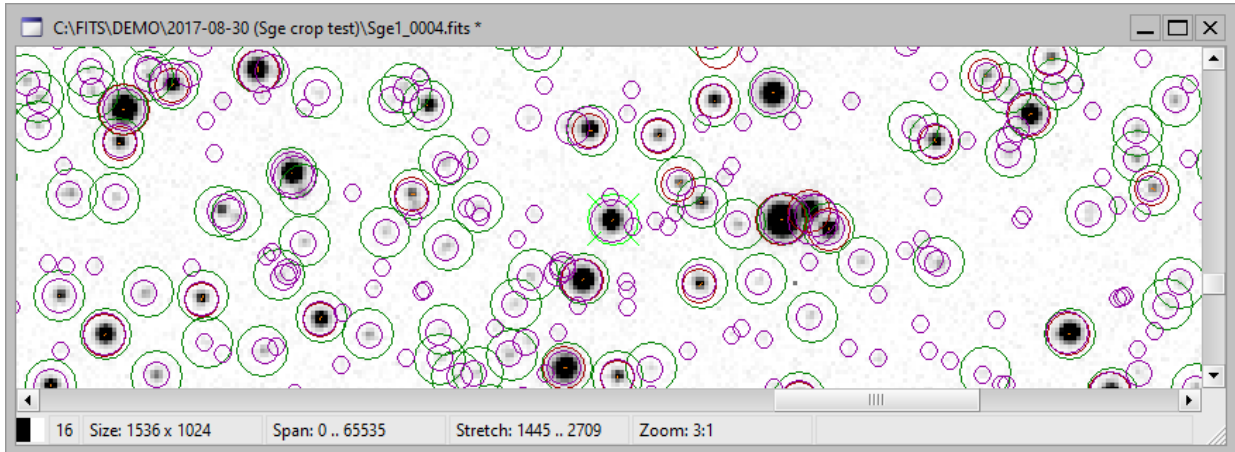 C:\FITS\DEMO\2017-08-30 (Sge crop test)\Sge1_0004.fits *
16 Size: 1536 x 1024 Span: 0 .. 65535 Stretch: 1445 .. 2709 Zoom: 3:1